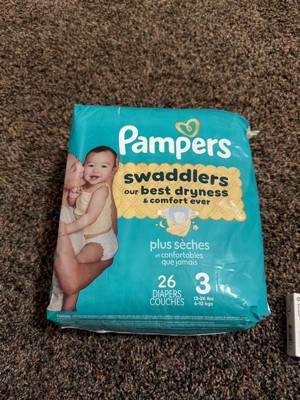 Pampers
swaddlers
our best dryness
& comfort ever
plus sèches
et confortables
que jamais
26
DIAPERS
COUCHES
3